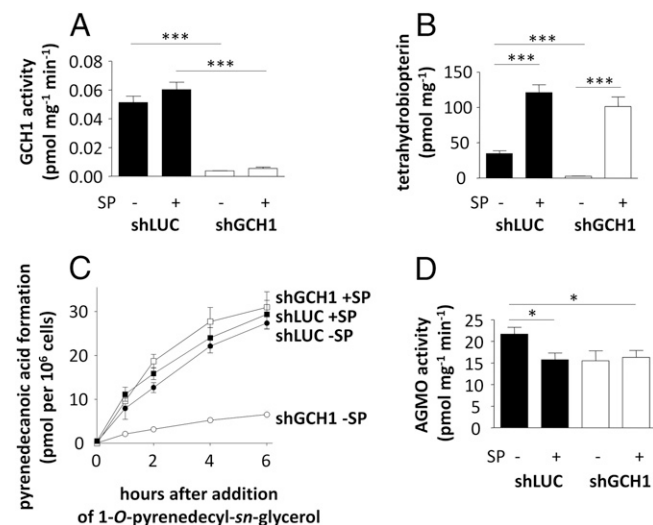 A
GCH1 activity
(pmol mg⁻¹ min⁻¹)
0.08
0.06
0.04
0.02
0.00
***
***
SP - + - +
shLUC shGCH1
B
tetrahydrobiopterin
(pmol mg⁻¹)
150
100
50
0
***
***
***
SP - + - +
shLUC shGCH1
C
pyrenedecanoic acid formation
(pmol per 10⁶ cells)
30
20
10
0
shGCH1 +SP
shLUC +SP
shLUC -SP
shGCH1 -SP
0 2 4 6
hours after addition
of 1-O-pyrenedecyl-sn-glycerol
D
AGMO activity
(pmol mg⁻¹ min⁻¹)
25
20
15
10
5
0
*
*
SP - + - +
shLUC shGCH1